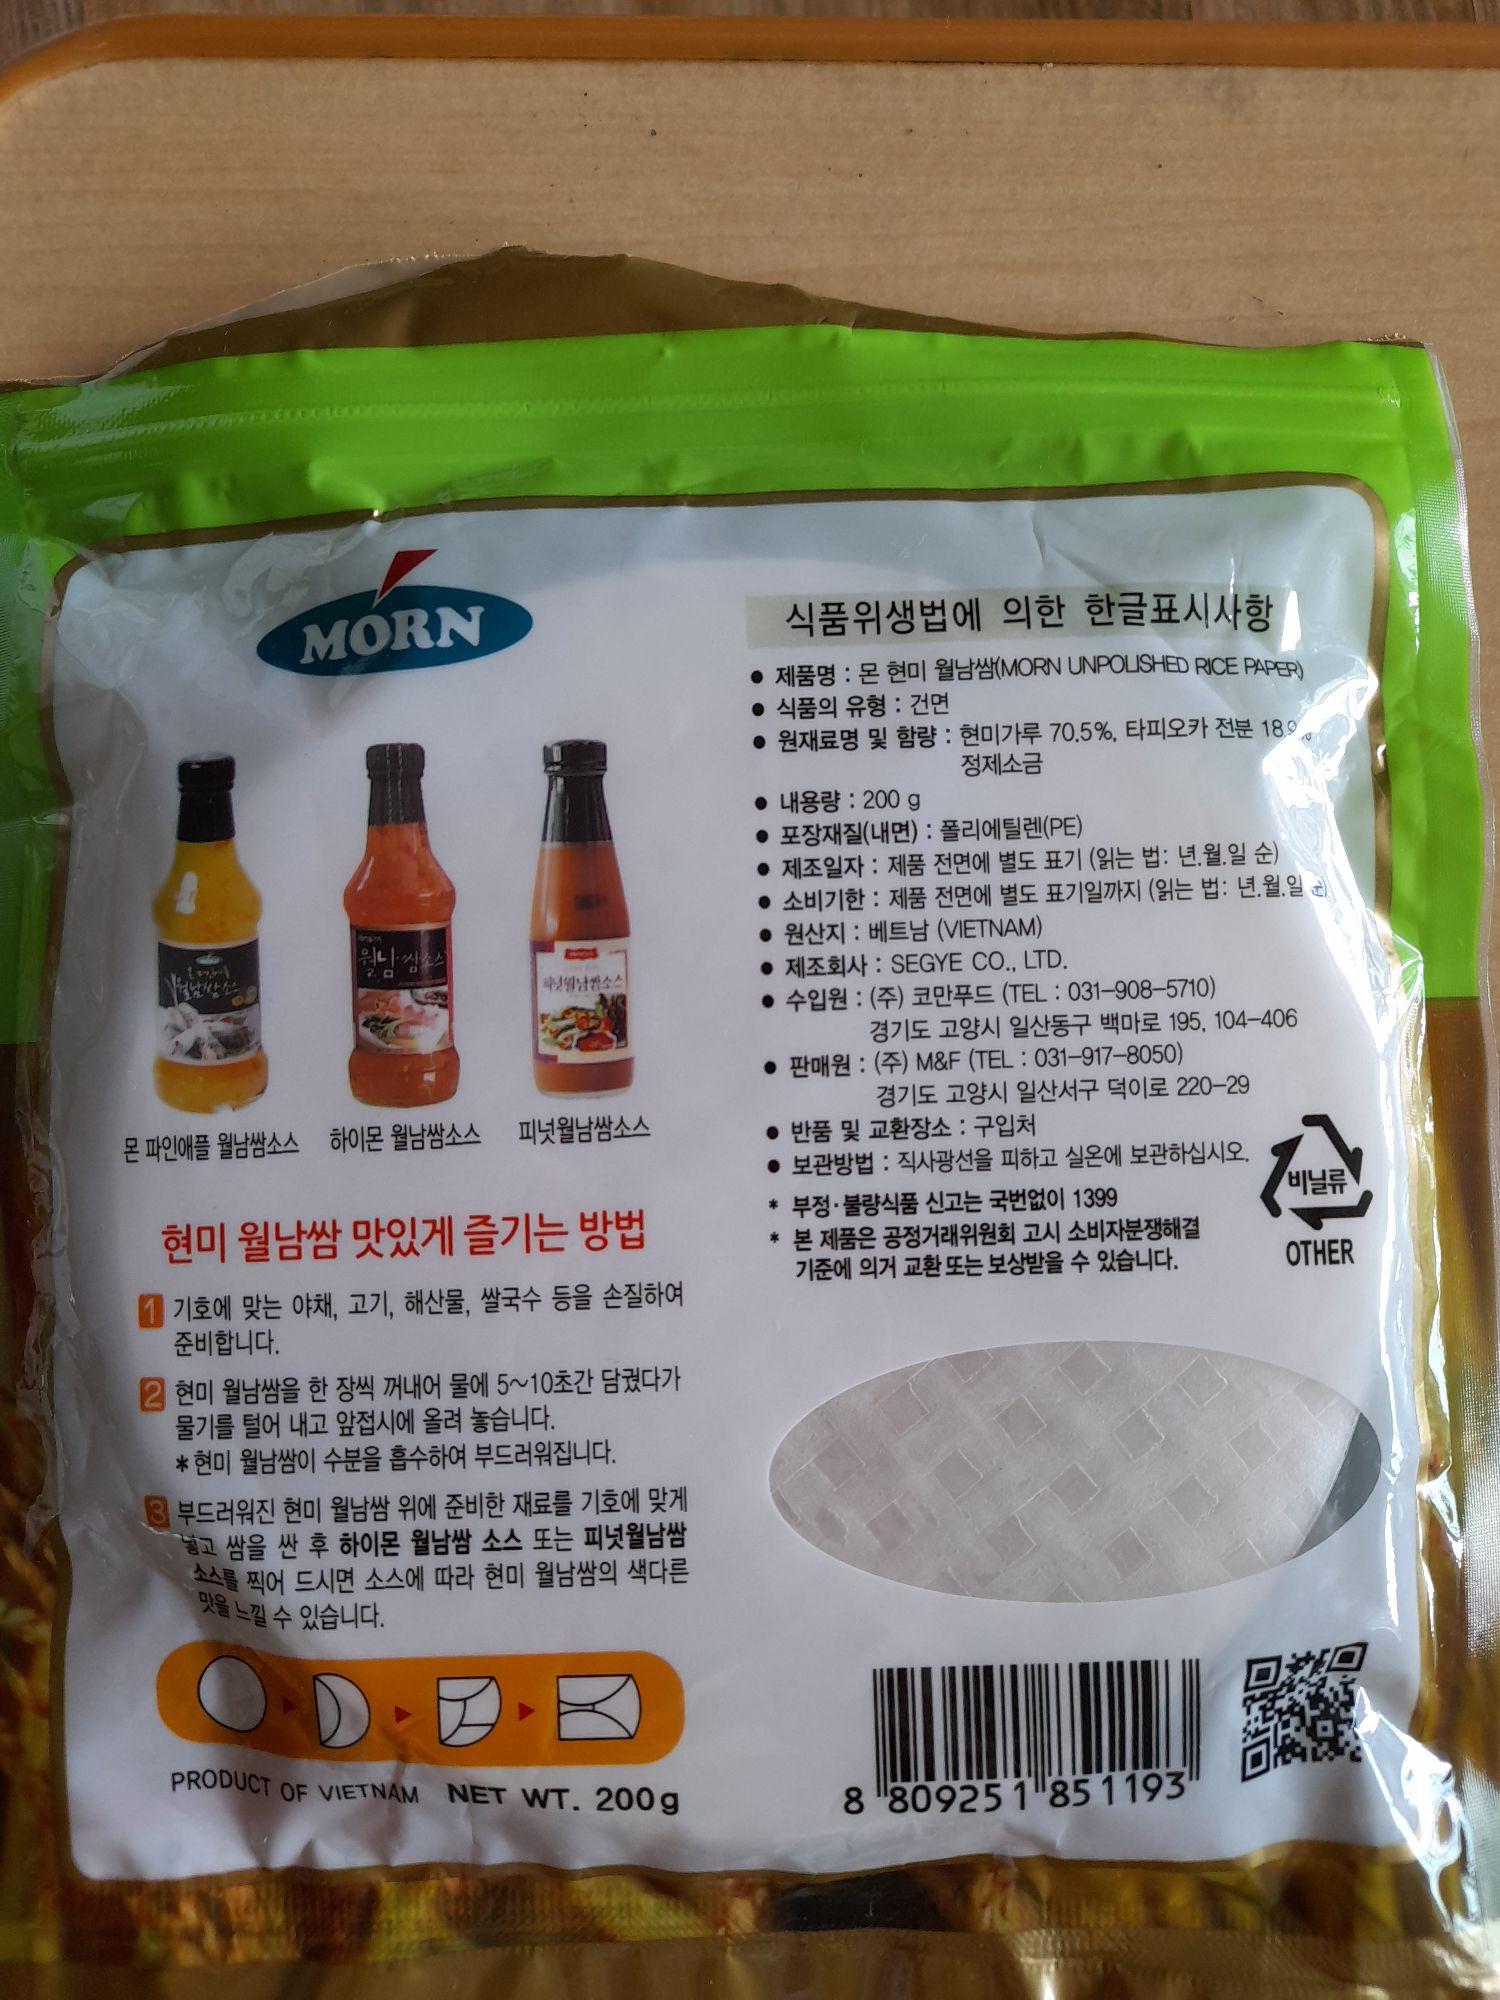 MORN
월남쌈소스
월남쌈소스
피넛월남쌈소스
몬 파인애플 월남쌈소스
하이몬 월남쌈소스
피넛월남쌈소스
현미 월남쌈 맛있게 즐기는 방법
1 기호에 맞는 야채, 고기, 해산물, 쌀국수 등을 손질하여
준비합니다.
2 현미 월남쌈을 한 장씩 꺼내어 물에 5~10초간 담궜다가
물기를 털어 내고 앞접시에 올려 놓습니다.
*현미 월남쌈이 수분을 흡수하여 부드러워집니다.
3 부드러워진 현미 월남쌈 위에 준비한 재료를 기호에 맞게
넣고 쌈을 싼 후 하이몬 월남쌈 소스 또는 피넛월남쌈
소스를 찍어 드시면 소스에 따라 현미 월남쌈의 색다른
맛을 느낄 수 있습니다.
PRODUCT OF VIETNAM NET WT. 200g
식품위생법에 의한 한글표시사항
● 제품명 : 몬 현미 월남쌈(MORN UNPOLISHED RICE PAPER)
● 식품의 유형 : 건면
● 원재료명 및 함량 : 현미가루 70.5%, 타피오카 전분 18.9%
정제소금
● 내용량 : 200 g
● 포장재질(내면) : 폴리에틸렌(PE)
● 제조일자 : 제품 전면에 별도 표기 (읽는 법: 년.월.일 순)
● 소비기한 : 제품 전면에 별도 표기일까지 (읽는 법: 년.월.일 순)
● 원산지 : 베트남 (VIETNAM)
● 제조회사 : SEGYE CO., LTD.
● 수입원 : (주) 코만푸드 (TEL : 031-908-5710)
경기도 고양시 일산동구 백마로 195, 104-406
● 판매원 : (주) M&F (TEL : 031-917-8050)
경기도 고양시 일산서구 덕이로 220-29
● 반품 및 교환장소 : 구입처
● 보관방법 : 직사광선을 피하고 실온에 보관하십시오.
* 부정·불량식품 신고는 국번없이 1399
* 본 제품은 공정거래위원회 고시 소비자분쟁해결
기준에 의거 교환 또는 보상받을 수 있습니다.
비닐류
OTHER
8 809251 851193